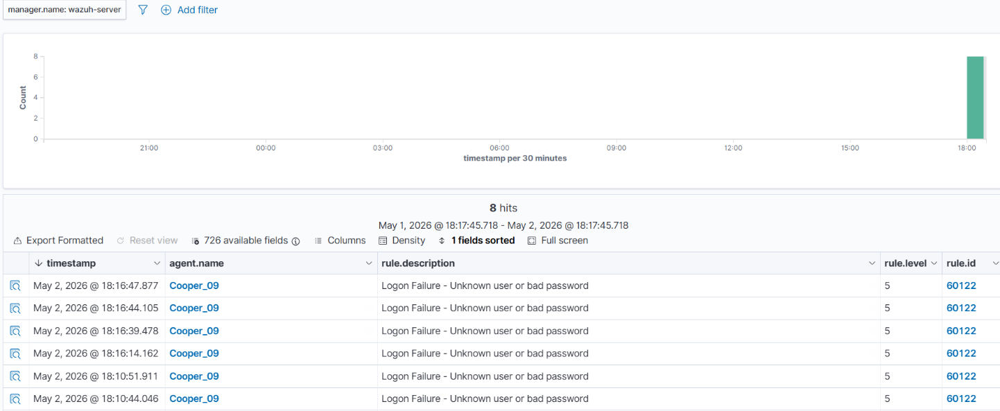 manager.name: wazuh-server Add filter
8
6
4
2
0
Count
21:00 00:00 03:00 06:00 09:00 12:00 15:00 18:00
timestamp per 30 minutes
8 hits
May 1, 2026 @ 18:17:45.718 - May 2, 2026 @ 18:17:45.718
Export Formatted Reset view 726 available fields Columns Density 1 fields sorted Full screen
timestamp agent.name rule.description rule.level rule.id
May 2, 2026 @ 18:16:47.877 Cooper_09 Logon Failure - Unknown user or bad password 5 60122
May 2, 2026 @ 18:16:44.105 Cooper_09 Logon Failure - Unknown user or bad password 5 60122
May 2, 2026 @ 18:16:39.478 Cooper_09 Logon Failure - Unknown user or bad password 5 60122
May 2, 2026 @ 18:16:14.162 Cooper_09 Logon Failure - Unknown user or bad password 5 60122
May 2, 2026 @ 18:10:51.911 Cooper_09 Logon Failure - Unknown user or bad password 5 60122
May 2, 2026 @ 18:10:44.046 Cooper_09 Logon Failure - Unknown user or bad password 5 60122